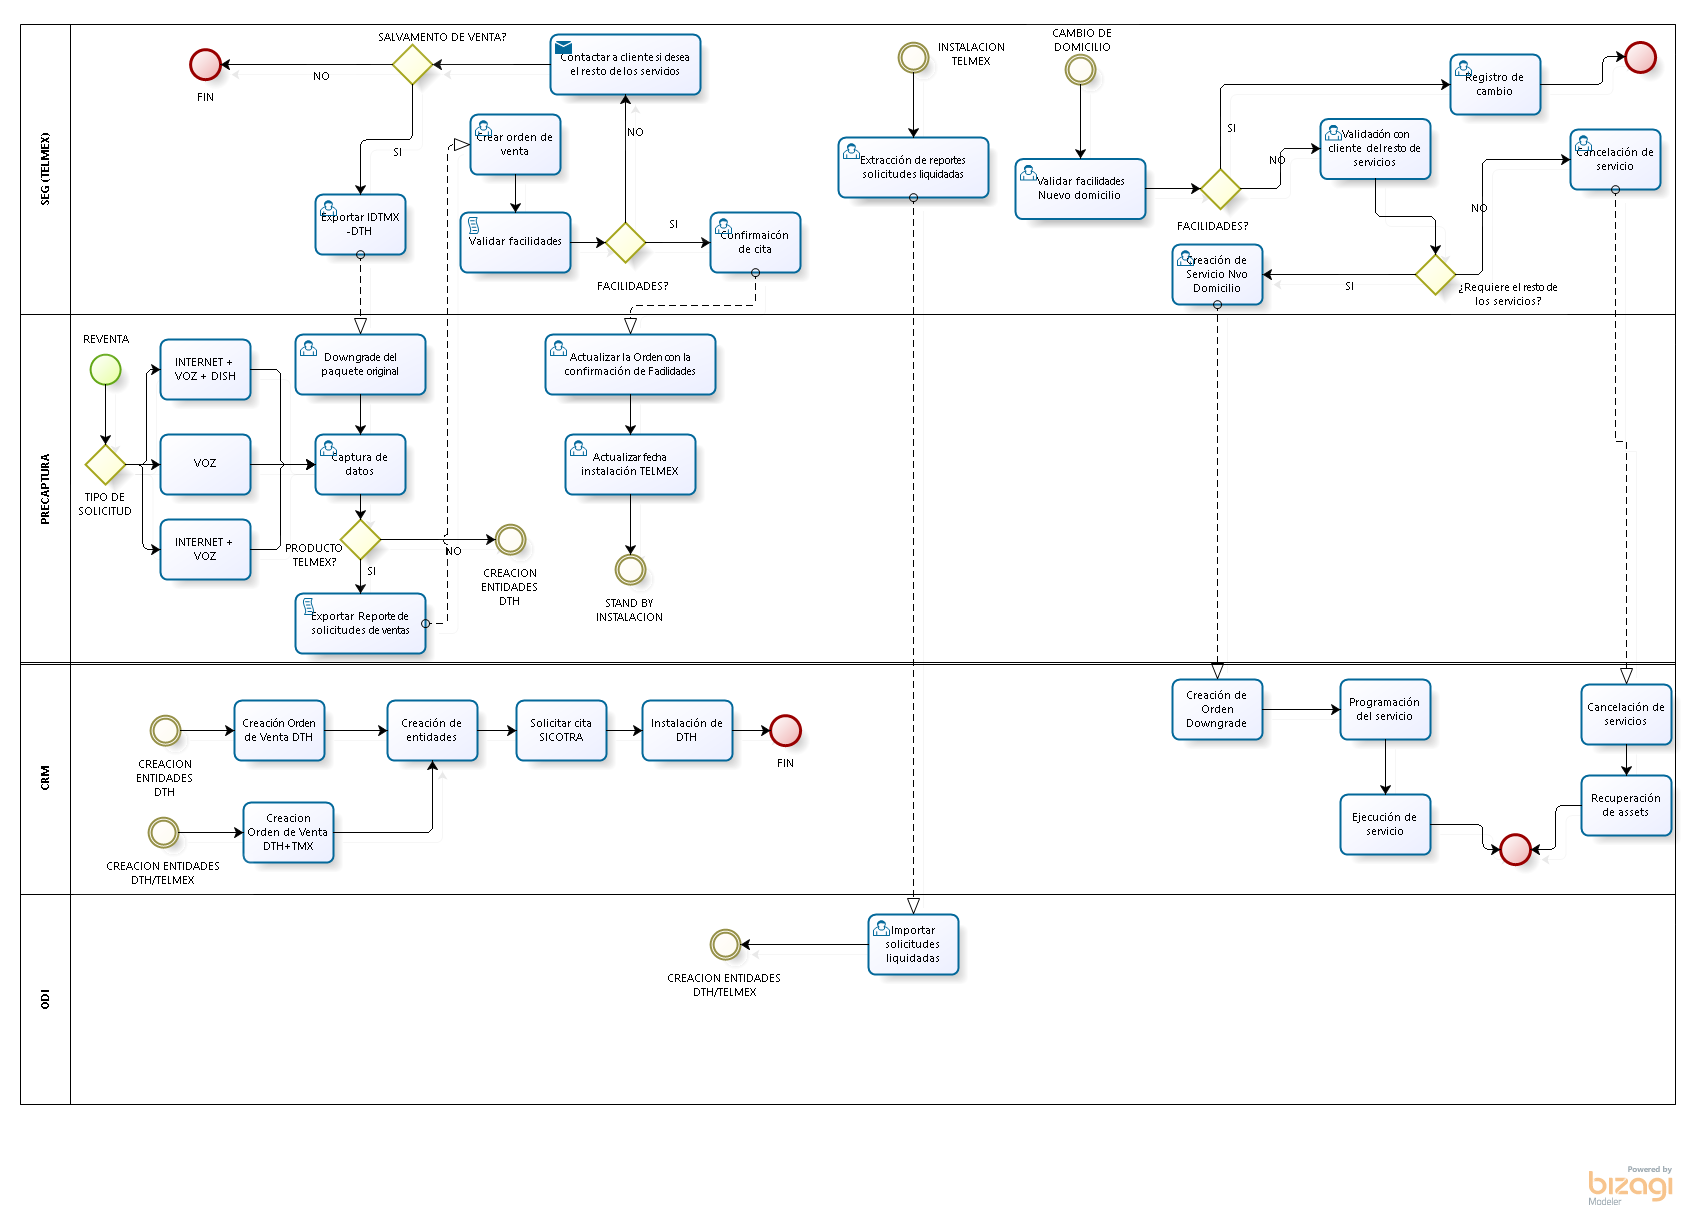 SEG (TELMEX)
SALVAMENTO DE VENTA?
NO
FIN
SI
Contactar a cliente si desea
el resto de los servicios
Crear orden de
venta
NO
Exportar IDTMX
-DTH
Validar facilidades
SI
FACILIDADES?
Confirmaicón
de cita
INSTALACION
TELMEX
Extracción de reportes
solicitudes liquidadas
CAMBIO DE
DOMICILIO
Validar facilidades
Nuevo domicilio
SI
NO
FACILIDADES?
Registro de
cambio
Validación con
cliente del resto de
servicios
Cancelación de
servicio
NO
Creación de
Servicio Nvo
Domicilio
SI
¿Requiere el resto de
los servicios?
PRECAPTURA
REVENTA
TIPO DE
SOLICITUD
INTERNET +
VOZ + DISH
VOZ
INTERNET +
VOZ
Downgrade del
paquete original
Captura de
datos
PRODUCTO
TELMEX?
NO
SI
CREACION
ENTIDADES
DTH
Exportar Reporte de
solicitudes de ventas
Actualizar la Orden con la
confirmación de Facilidades
Actualizar fecha
instalación TELMEX
STAND BY
INSTALACION
CRM
CREACION
ENTIDADES
DTH
Creación Orden
de Venta DTH
Creación de
entidades
Solicitar cita
SICOTRA
Instalación de
DTH
FIN
CREACION ENTIDADES
DTH/TELMEX
Creacion
Orden de Venta
DTH+TMX
Creación de
Orden
Downgrade
Programación
del servicio
Ejecución de
servicio
Cancelación de
servicios
Recuperación
de assets
ODI
CREACION ENTIDADES
DTH/TELMEX
Importar
solicitudes
liquidadas
Powered by
bizagi
Modeler